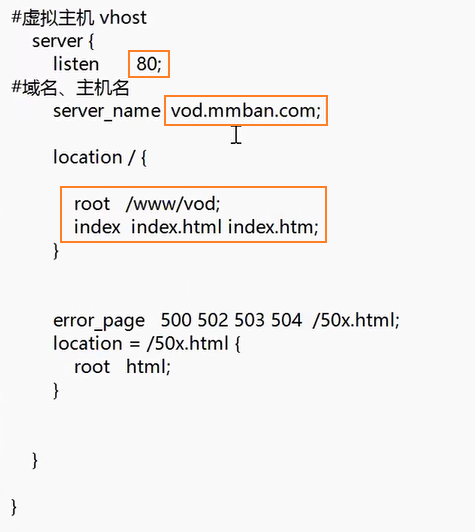 #虚拟主机 vhost
server {
listen 80;
#域名、主机名
server_name vod.mmban.com;
location / {
root /www/vod;
index index.html index.htm;
}
error_page 500 502 503 504 /50x.html;
location = /50x.html {
root html;
}
}
}